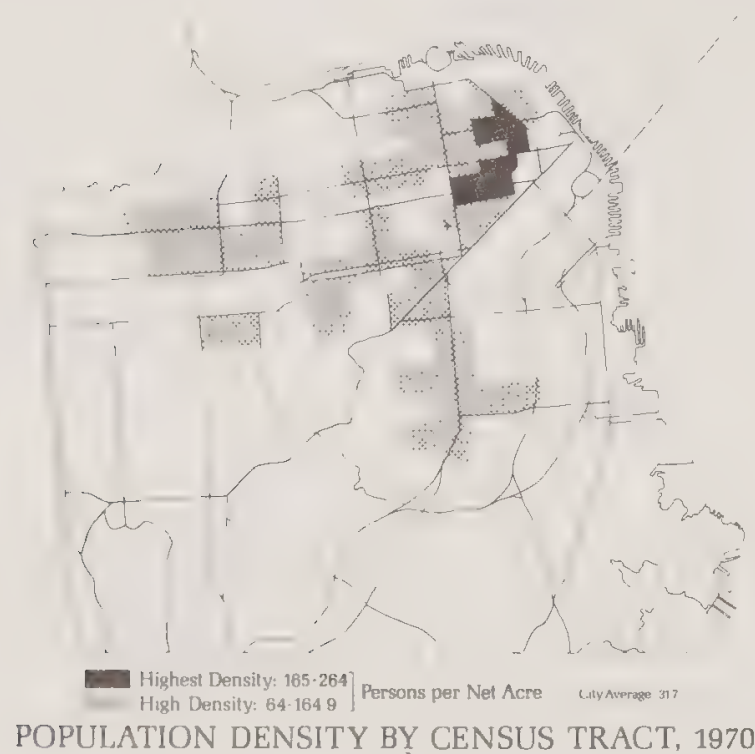 Highest Density: 165-264
High Density: 64-164 9
Persons per Net Acre
City Average 31 7
POPULATION DENSITY BY CENSUS TRACT, 1970